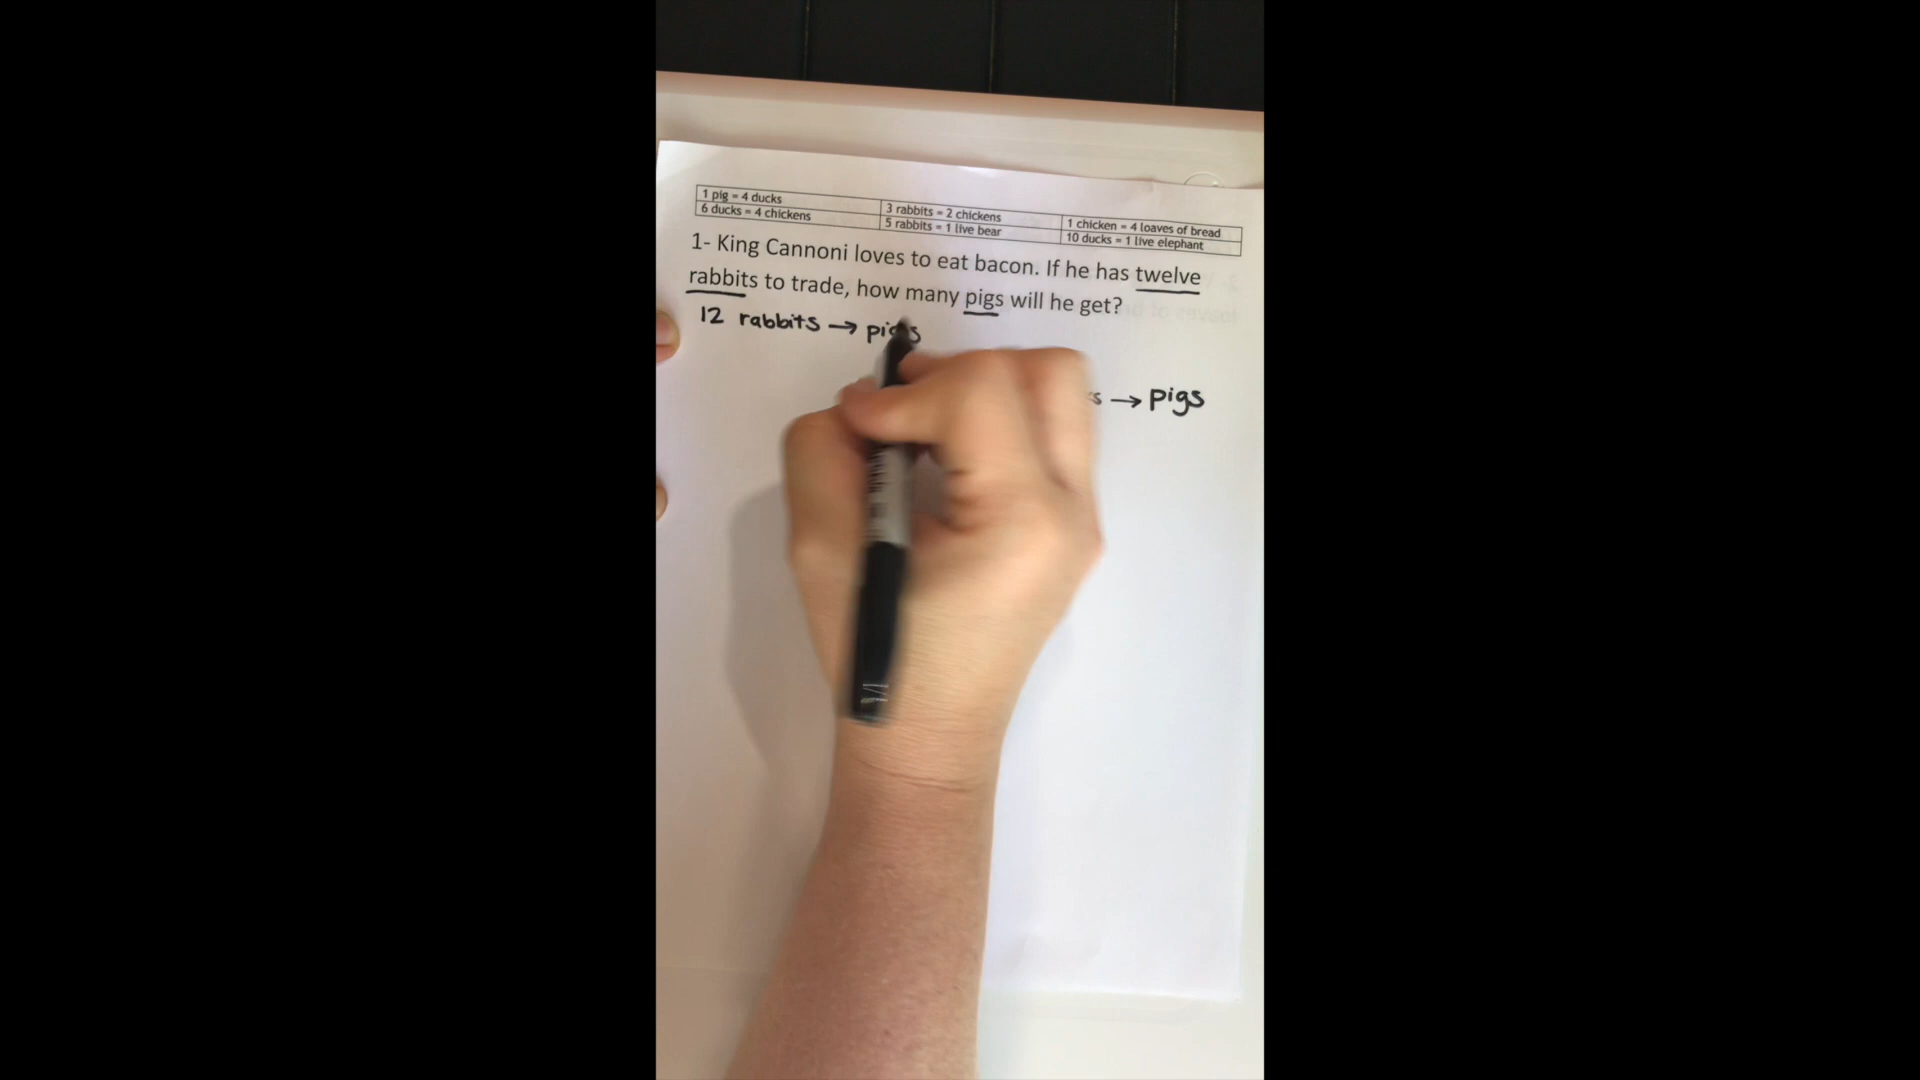 1 pig = 4 ducks
3 rabbits = 2 chickens
1 chicken = 4 loaves of bread
6 ducks = 4 chickens
5 rabbits = 1 live bear
10 ducks = 1 live elephant
1- King Cannoni loves to eat bacon. If he has twelve
rabbits to trade, how many pigs will he get?
12 rabbits → pigs
→ pigs